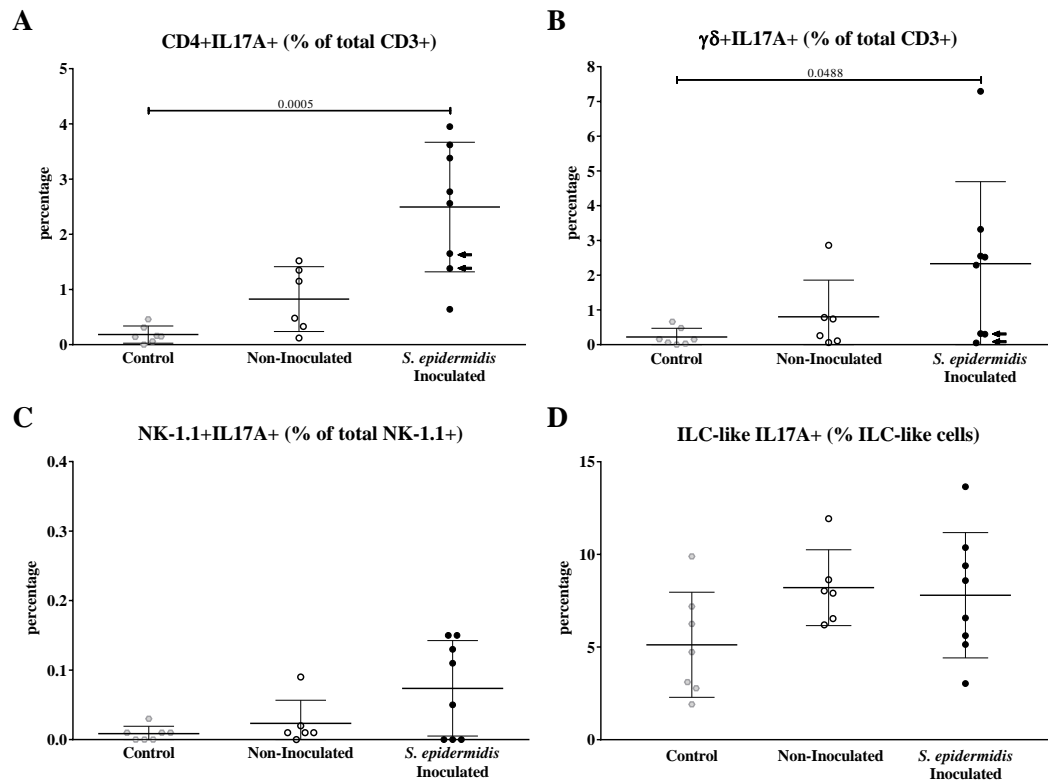 A
CD4+IL17A+ (% of total CD3+)
5
4
3
2
1
0
percentage
0.0005
Control
Non-Inoculated
S. epidermidis
Inoculated
B
γδ+IL17A+ (% of total CD3+)
8
7
6
5
4
3
2
1
0
percentage
0.0488
Control
Non-Inoculated
S. epidermidis
Inoculated
C
NK-1.1+IL17A+ (% of total NK-1.1+)
0.4
0.3
0.2
0.1
0.0
percentage
Control
Non-Inoculated
S. epidermidis
Inoculated
D
ILC-like IL17A+ (% ILC-like cells)
15
10
5
0
percentage
Control
Non-Inoculated
S. epidermidis
Inoculated